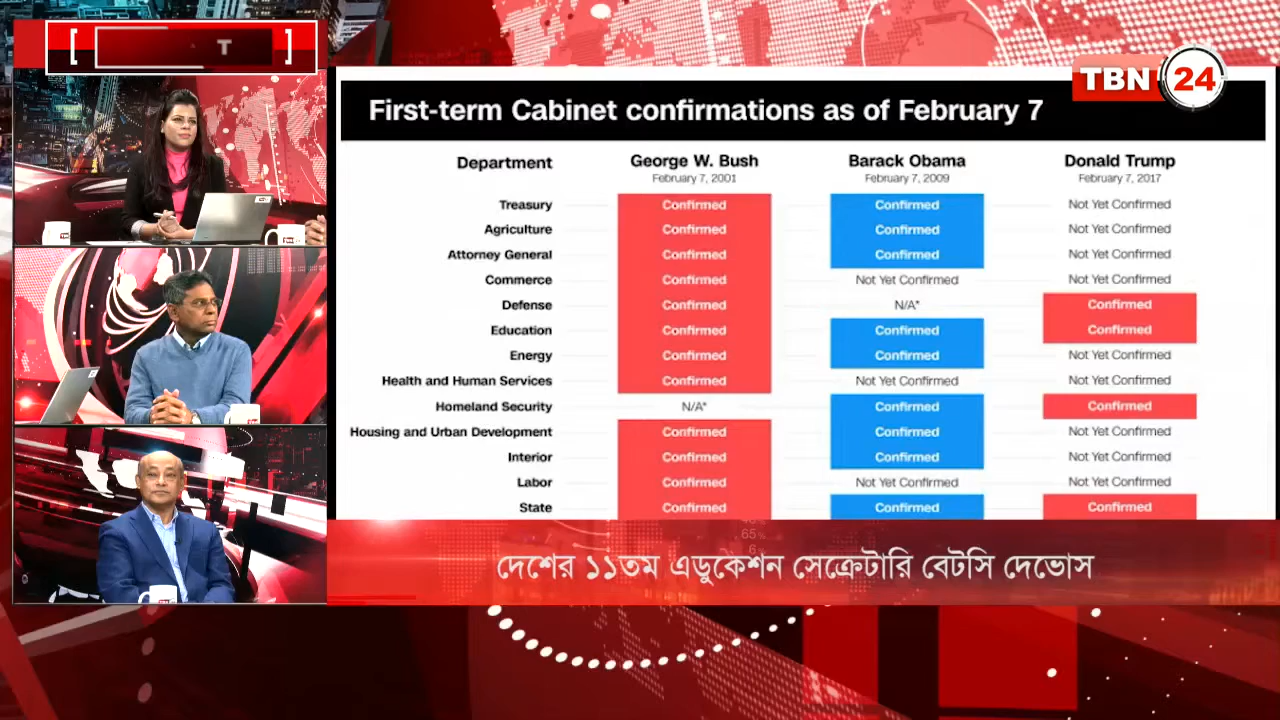 [ T ]
TBN 24
First-term Cabinet confirmations as of February 7
Department George W. Bush Barack Obama Donald Trump
February 7, 2001 February 7, 2009 February 7, 2017
Treasury Confirmed Confirmed Not Yet Confirmed
Agriculture Confirmed Confirmed Not Yet Confirmed
Attorney General Confirmed Confirmed Not Yet Confirmed
Commerce Confirmed Not Yet Confirmed Not Yet Confirmed
Defense Confirmed N/A* Confirmed
Education Confirmed Confirmed Confirmed
Energy Confirmed Confirmed Not Yet Confirmed
Health and Human Services Confirmed Not Yet Confirmed Not Yet Confirmed
Homeland Security N/A* Confirmed Confirmed
Housing and Urban Development Confirmed Confirmed Not Yet Confirmed
Interior Confirmed Confirmed Not Yet Confirmed
Labor Confirmed Not Yet Confirmed Not Yet Confirmed
State Confirmed Confirmed Confirmed
দেশের ১১তম এডুকেশন সেক্রেটারি বেটসি দেভোস